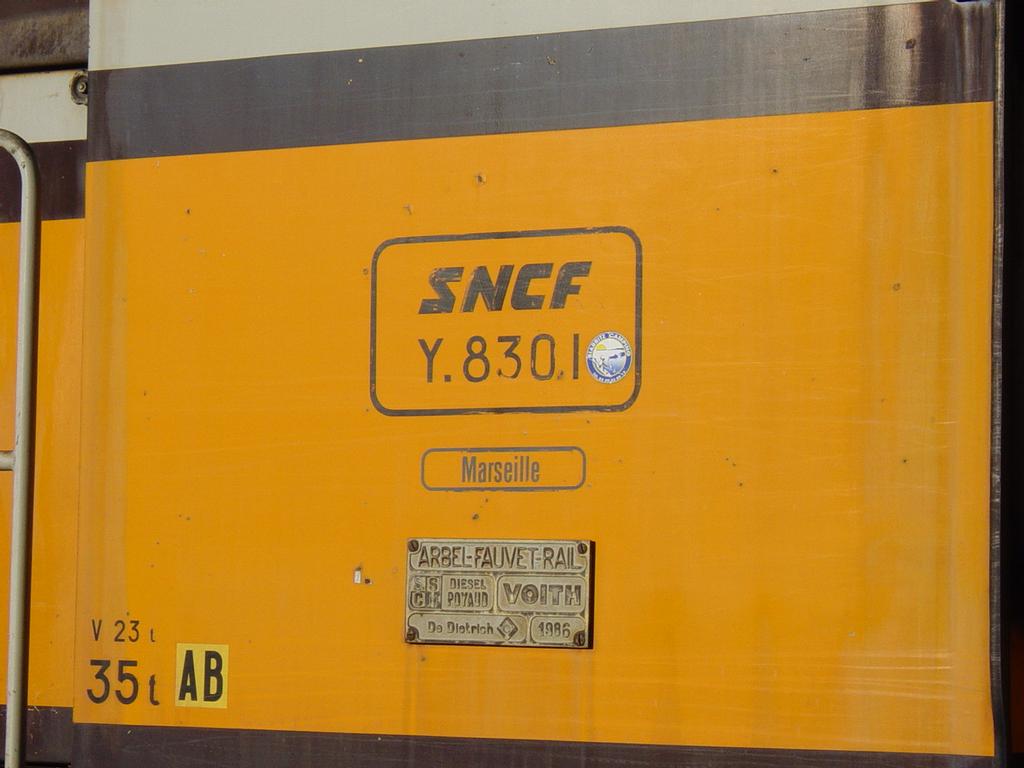 SNCF
Y.8301
Marseille
ARBEL-FAUVET-RAIL
DIESEL
POYAUD
VOITH
De Dietrich
1986
V 23 t
35 t
AB